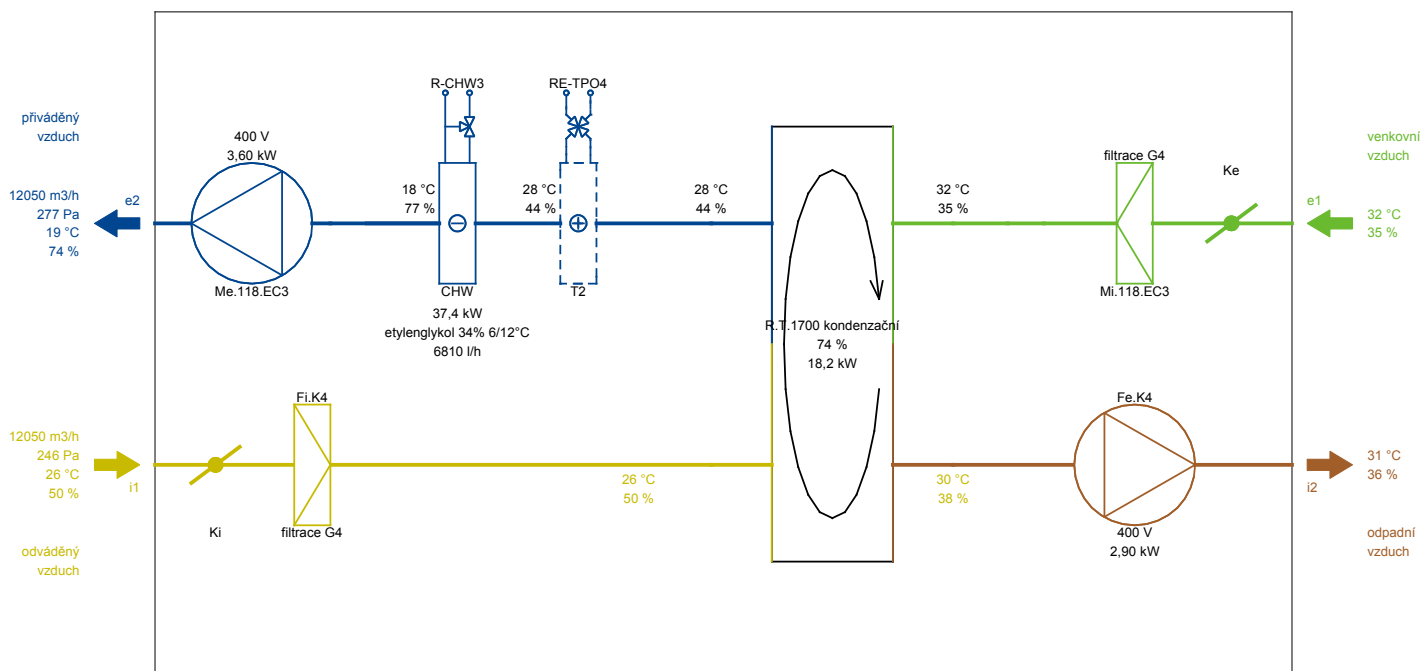 R-CHW3
RE-TPO4
přiváděný
vzduch
400 V
3,60 kW
12050 m3/h
277 Pa
19 °C
74 %
e2
18 °C
77 %
28 °C
44 %
28 °C
44 %
32 °C
35 %
filtrace G4
Ke
venkovní
vzduch
e1
32 °C
35 %
Me.118.EC3
CHW
T2
Mi.118.EC3
37,4 kW
etylenglykol 34% 6/12°C
6810 l/h
R.T.1700 kondenzační
74 %
18,2 kW
Fi.K4
Fe.K4
12050 m3/h
246 Pa
26 °C
50 %
i1
26 °C
50 %
30 °C
38 %
31 °C
36 %
i2
Ki
filtrace G4
400 V
2,90 kW
odváděný
vzduch
odpadní
vzduch